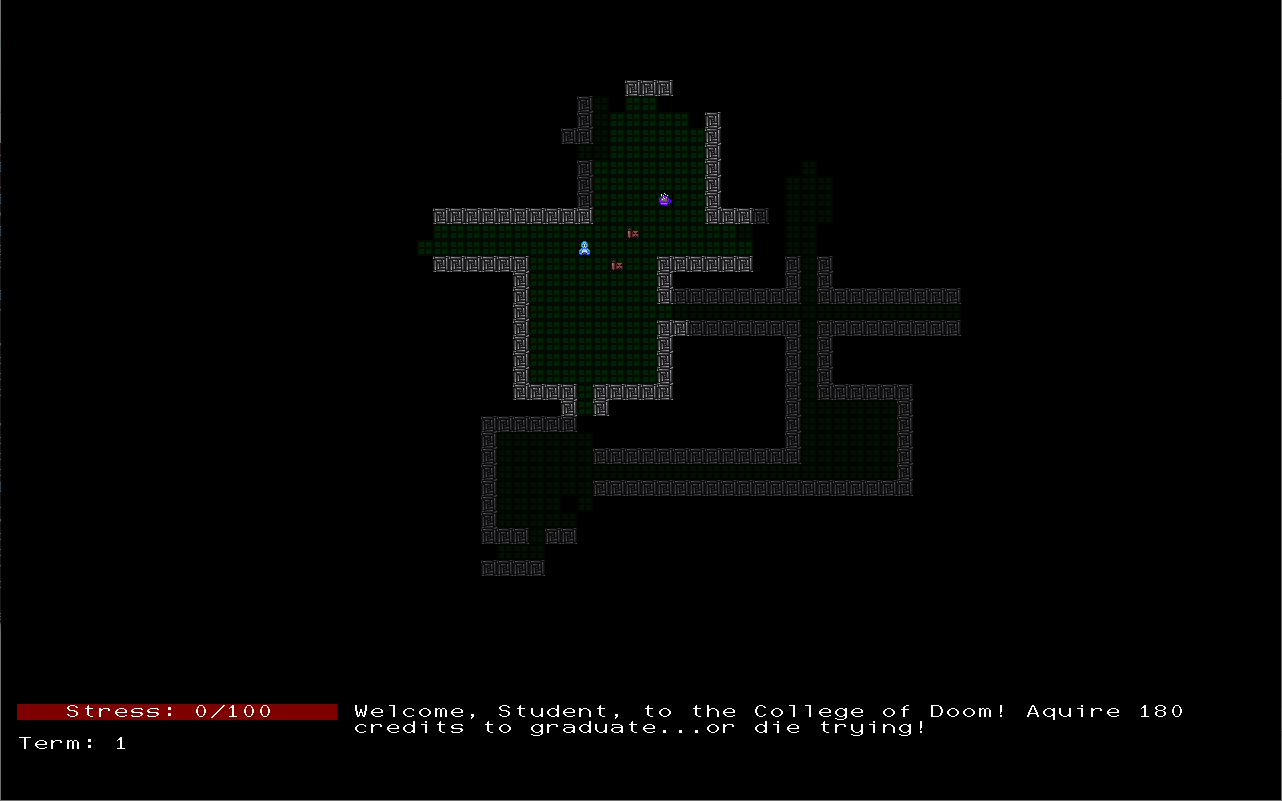 Stress: 0/100
Welcome, Student, to the College of Doom! Aquire 180
credits to graduate...or die trying!
Term: 1